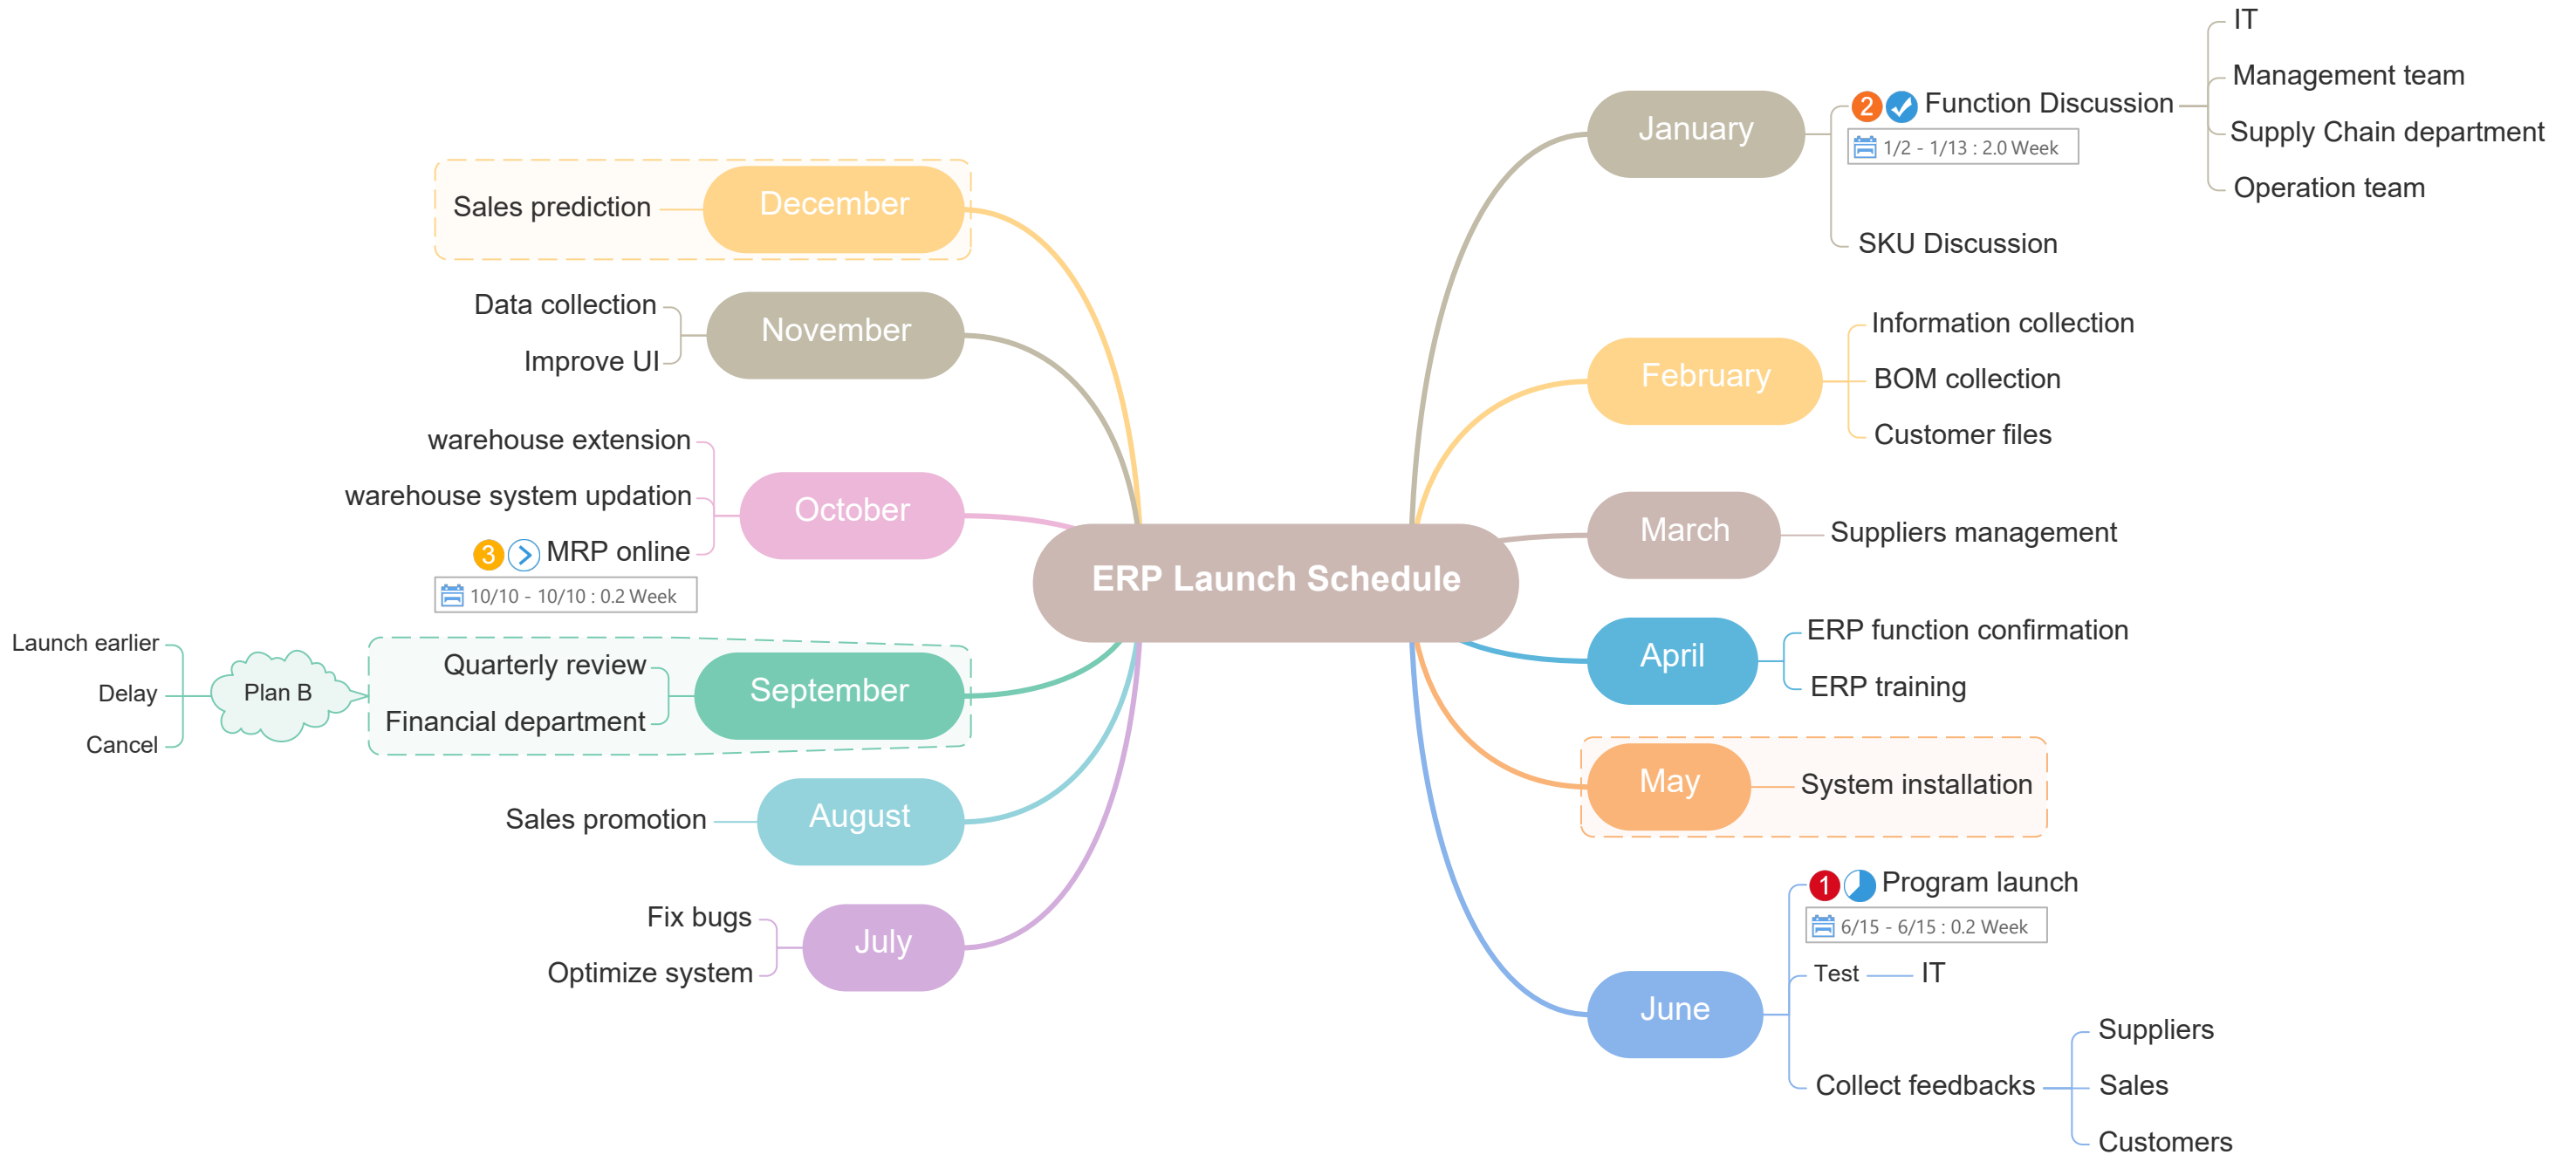 ERP Launch Schedule
January
2 Function Discussion
1/2 - 1/13 : 2.0 Week
IT
Management team
Supply Chain department
Operation team
SKU Discussion
February
Information collection
BOM collection
Customer files
March
Suppliers management
April
ERP function confirmation
ERP training
May
System installation
June
1 Program launch
6/15 - 6/15 : 0.2 Week
Test
IT
Collect feedbacks
Suppliers
Sales
Customers
July
Fix bugs
Optimize system
August
Sales promotion
September
Quarterly review
Financial department
Plan B
Launch earlier
Delay
Cancel
October
warehouse extension
warehouse system updation
3 MRP online
10/10 - 10/10 : 0.2 Week
November
Data collection
Improve UI
December
Sales prediction